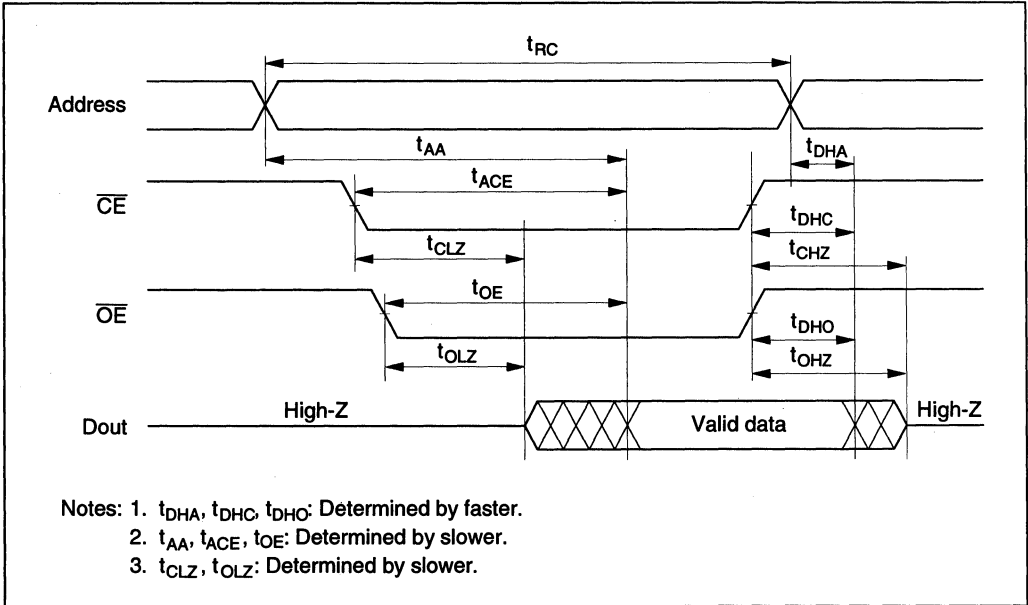 tRC
Address
tAA
tDHA
tACE
CE
tDHC
tCLZ
tCHZ
tOE
OE
tDHO
tOLZ
tOHZ
High-Z
High-Z
Dout
Valid data
Notes: 1. tDHA, tDHC, tDHO: Determined by faster.
2. tAA, tACE, tOE: Determined by slower.
3. tCLZ, tOLZ: Determined by slower.